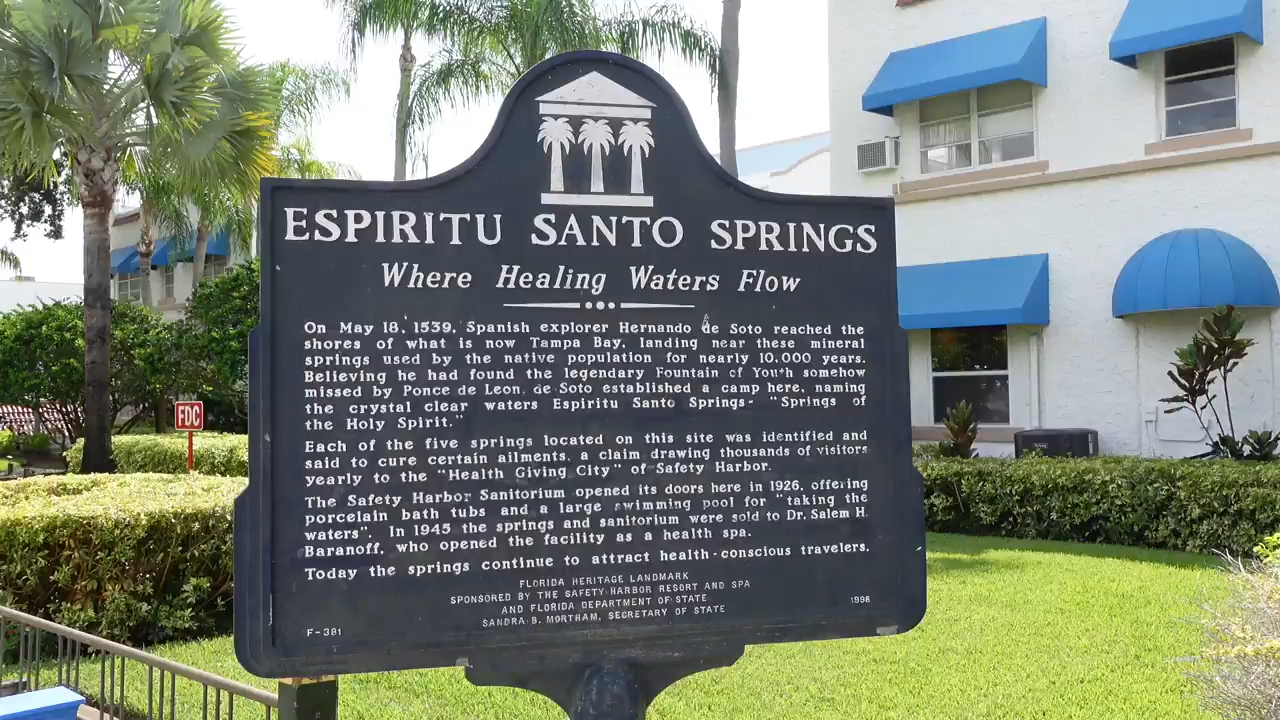 ESPIRITU SANTO SPRINGS
Where Healing Waters Flow
On May 18, 1539, Spanish explorer Hernando de Soto reached the
shores of what is now Tampa Bay, landing near these mineral
springs used by the native population for nearly 10,000 years.
Believing he had found the legendary Fountain of Youth somehow
missed by Ponce de Leon, de Soto established a camp here, naming
the crystal clear waters Espiritu Santo Springs- "Springs of
the Holy Spirit."
Each of the five springs located on this site was identified and
said to cure certain ailments, a claim drawing thousands of visitors
yearly to the "Health Giving City" of Safety Harbor.
The Safety Harbor Sanitorium opened its doors here in 1926, offering
porcelain bath tubs and a large swimming pool for "taking the
waters". In 1945 the springs and sanitorium were sold to Dr. Salem H.
Baranoff, who opened the facility as a health spa.
Today the springs continue to attract health-conscious travelers.
FLORIDA HERITAGE LANDMARK
SPONSORED BY THE SAFETY HARBOR RESORT AND SPA
AND FLORIDA DEPARTMENT OF STATE
SANDRA B. MORTHAM, SECRETARY OF STATE
F-381
1998
FDC